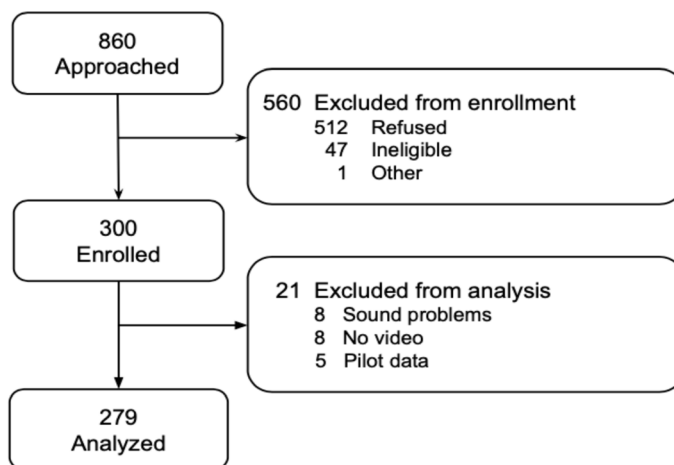 860
Approached
560 Excluded from enrollment
512 Refused
47 Ineligible
1 Other
300
Enrolled
21 Excluded from analysis
8 Sound problems
8 No video
5 Pilot data
279
Analyzed